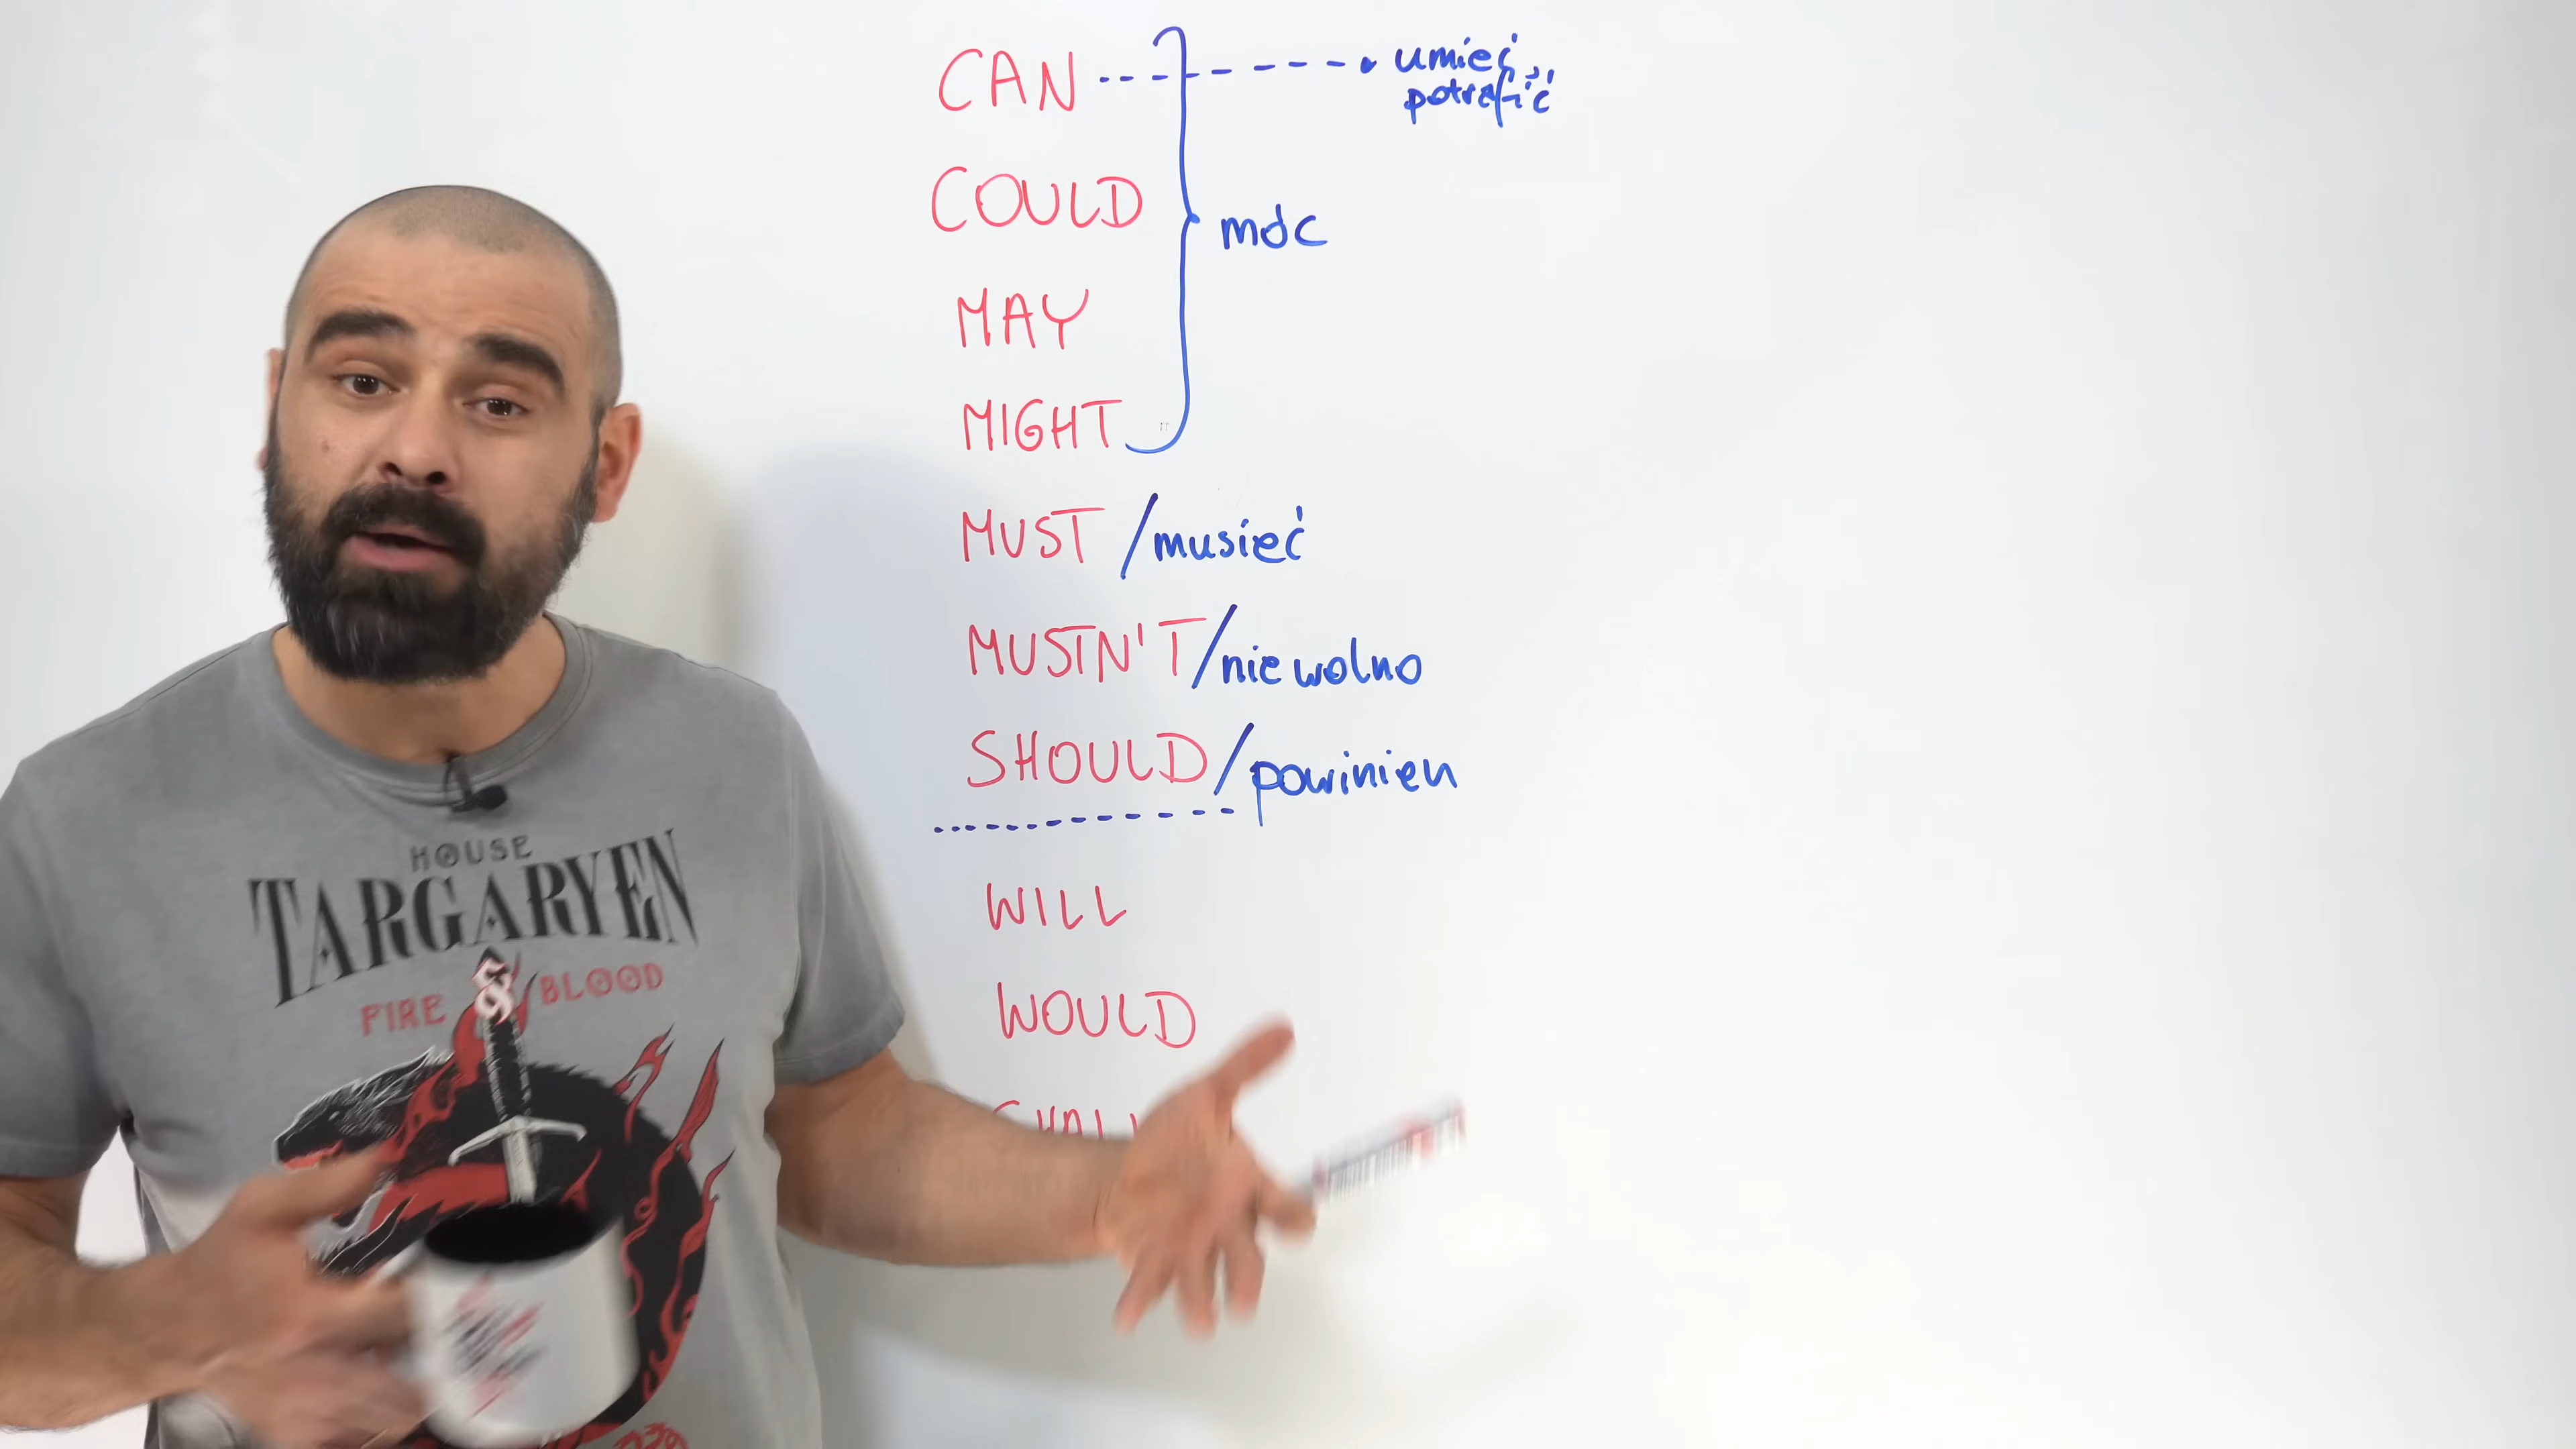 CAN umieć,
potrafić
COULD
móc
MAY
MIGHT
MUST / musieć
MUSTN'T / nie wolno
SHOULD / powinien
WILL
WOULD
HOUSE
TARGARYEN
FIRE & BLOOD